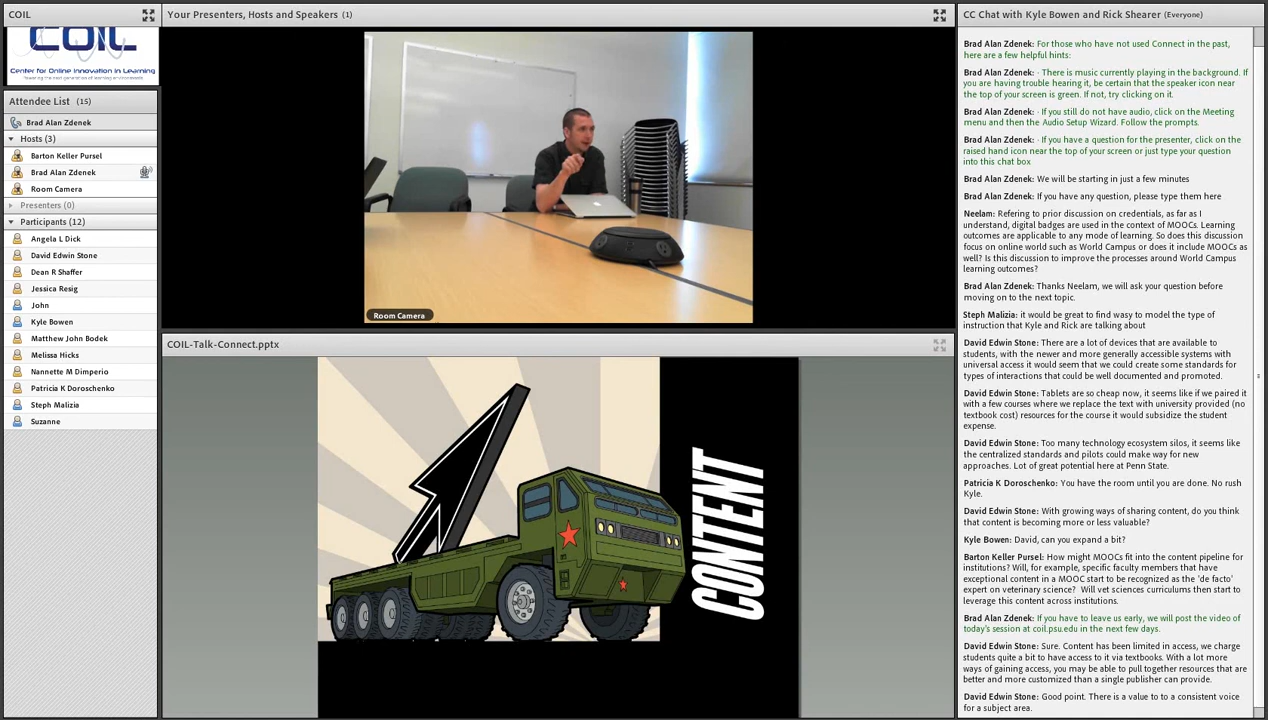 COIL
COIL
Center for Online Innovation in Learning
Attendee List (15)
Brad Alan Zdenek
Hosts (3)
Barton Keller Pursel
Brad Alan Zdenek
Room Camera
Presenters (0)
Participants (12)
Angela L Dick
David Edwin Stone
Dean R Shaffer
Jessica Resig
John
Kyle Bowen
Matthew John Bodek
Melissa Hicks
Nannette M Dimperio
Patricia K Doroschenko
Steph Malizia
Suzanne
Your Presenters, Hosts and Speakers (1)
Room Camera
COIL-Talk-Connect.pptx
CONTENT
CC Chat with Kyle Bowen and Rick Shearer (Everyone)
Brad Alan Zdenek: For those who have not used Connect in the past,
here are a few helpful hints:
Brad Alan Zdenek: · There is music currently playing in the background. If
you are having trouble hearing it, be certain that the speaker icon near
the top of your screen is green. If not, try clicking on it.
Brad Alan Zdenek: · If you still do not have audio, click on the Meeting
menu and then the Audio Setup Wizard. Follow the prompts.
Brad Alan Zdenek: · If you have a question for the presenter, click on the
raised hand icon near the top of your screen or just type your question
into this chat box
Brad Alan Zdenek: We will be starting in just a few minutes
Brad Alan Zdenek: If you have any question, please type them here
Neelam: Refering to prior discussion on credentials, as far as I
understand, digital badges are used in the context of MOOCs. Learning
outcomes are applicable to any mode of learning. So does this discussion
focus on online world such as World Campus or does it include MOOCs as
well? Is this discussion to improve the processes around World Campus
learning outcomes?
Brad Alan Zdenek: Thanks Neelam, we will ask your question before
moving on to the next topic.
Steph Malizia: it would be great to find wasy to model the type of
instruction that Kyle and Rick are talking about
David Edwin Stone: There are a lot of devices that are available to
students, with the newer and more generally accessible systems with
universal access it would seem that we could create some standards for
types of interactions that could be well documented and promoted.
David Edwin Stone: Tablets are so cheap now, it seems like if we paired it
with a few courses where we replace the text with university provided (no
textbook cost) resources for the course it would subsidize the student
expense.
David Edwin Stone: Too many technology ecosystem silos, it seems like
the centralized standards and pilots could make way for new
approaches. Lot of great potential here at Penn State.
Patricia K Doroschenko: You have the room until you are done. No rush
Kyle.
David Edwin Stone: With growing ways of sharing content, do you think
that content is becoming more or less valuable?
Kyle Bowen: David, can you expand a bit?
Barton Keller Pursel: How might MOOCs fit into the content pipeline for
institutions? Will, for example, specific faculty members that have
exceptional content in a MOOC start to be recognized as the 'de facto'
expert on veterinary science? Will vet sciences curriculums then start to
leverage this content across institutions.
Brad Alan Zdenek: If you have to leave us early, we will post the video of
today's session at coil.psu.edu in the next few days.
David Edwin Stone: Sure. Content has been limited in access, we charge
students quite a bit to have access to it via textbooks. With a lot more
ways of gaining access, you may be able to pull together resources that are
better and more customized than a single publisher can provide.
David Edwin Stone: Good point. There is a value to to a consistent voice
for a subject area.